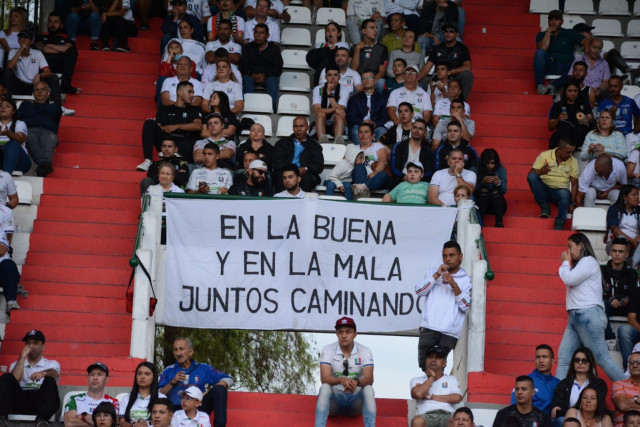 EN LA BUENA
Y EN LA MALA
JUNTOS CAMINANDO